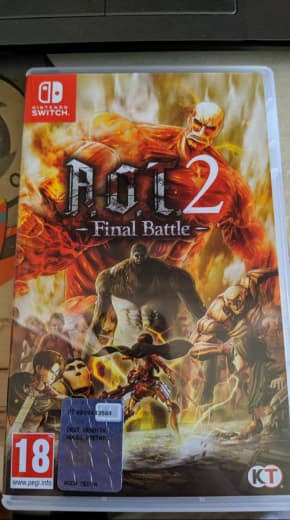 NINTENDO
SWITCH
A.O.T. 2
- Final Battle -
18
www.pegi.info
KT